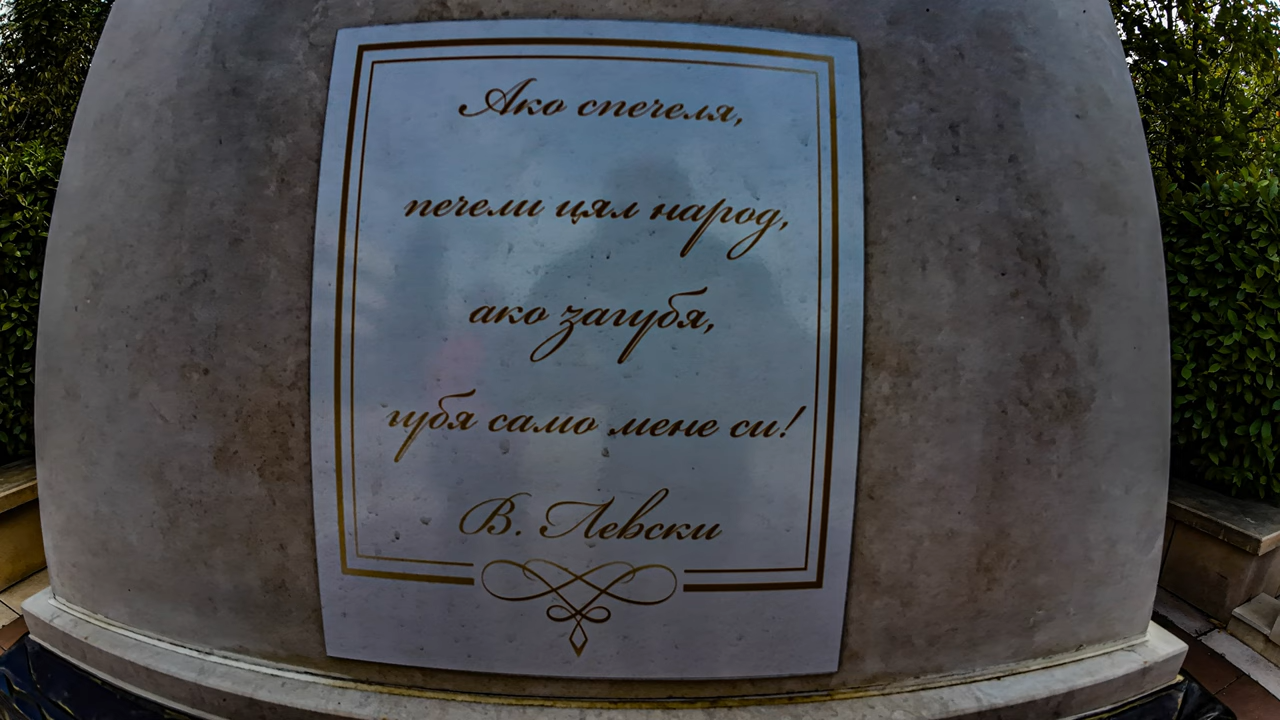 Ако спечеля,
печели цял народ,
ако загубя,
губя само мене си!
В. Левски